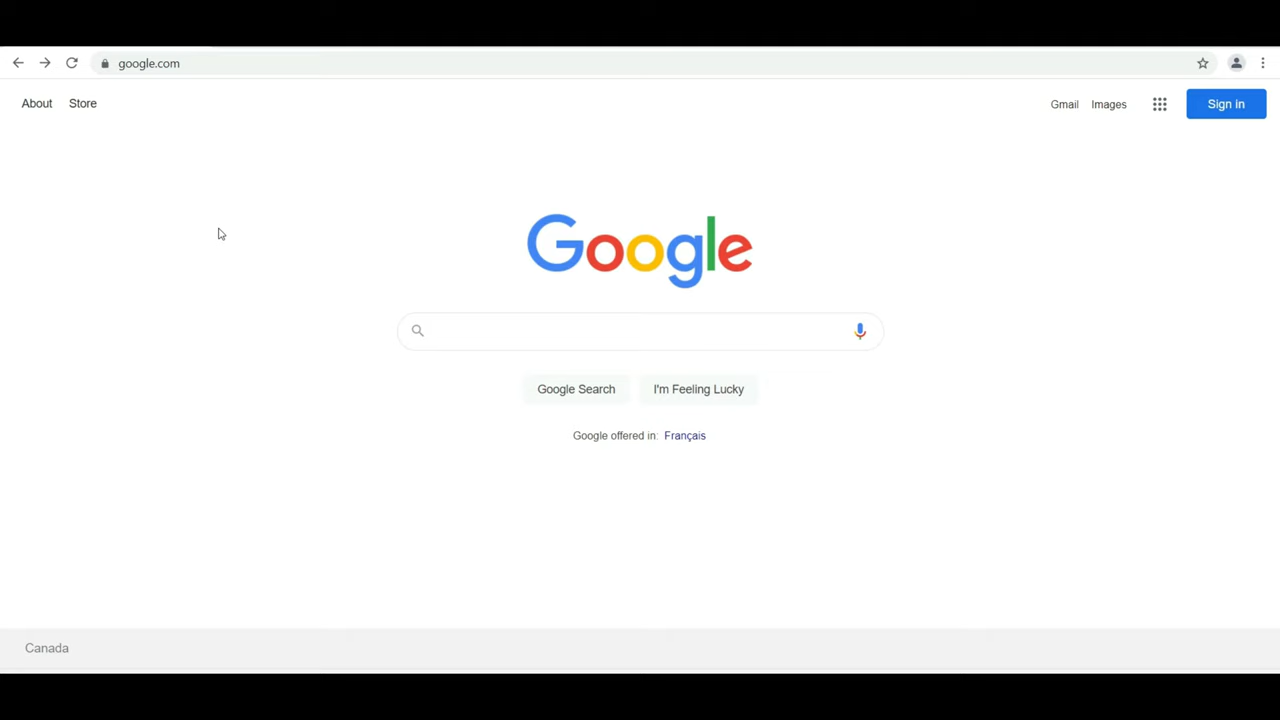 google.com
About Store Gmail Images Sign in
Google
Google Search I'm Feeling Lucky
Google offered in: Français
Canada